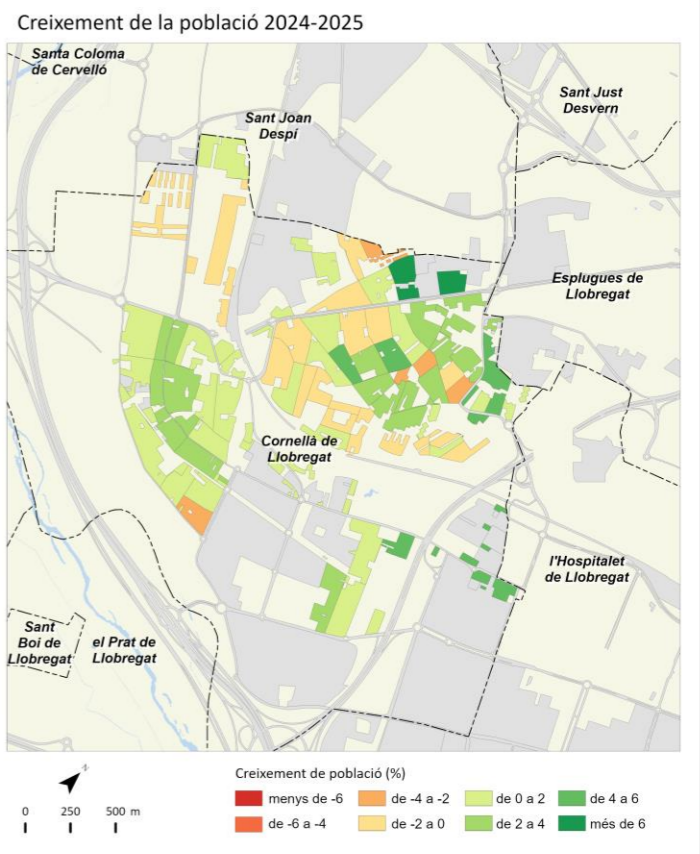 Creixement de la població 2024-2025
Santa Coloma
de Cervelló
Sant Just
Desvern
Sant Joan
Despí
Esplugues de
Llobregat
Cornellà de
Llobregat
l'Hospitalet
de Llobregat
Sant
Boi de
Llobregat
el Prat de
Llobregat
Creixement de població (%)
menys de -6
de -4 a -2
de 0 a 2
de 4 a 6
de -6 a -4
de -2 a 0
de 2 a 4
més de 6
N
0 250 500 m